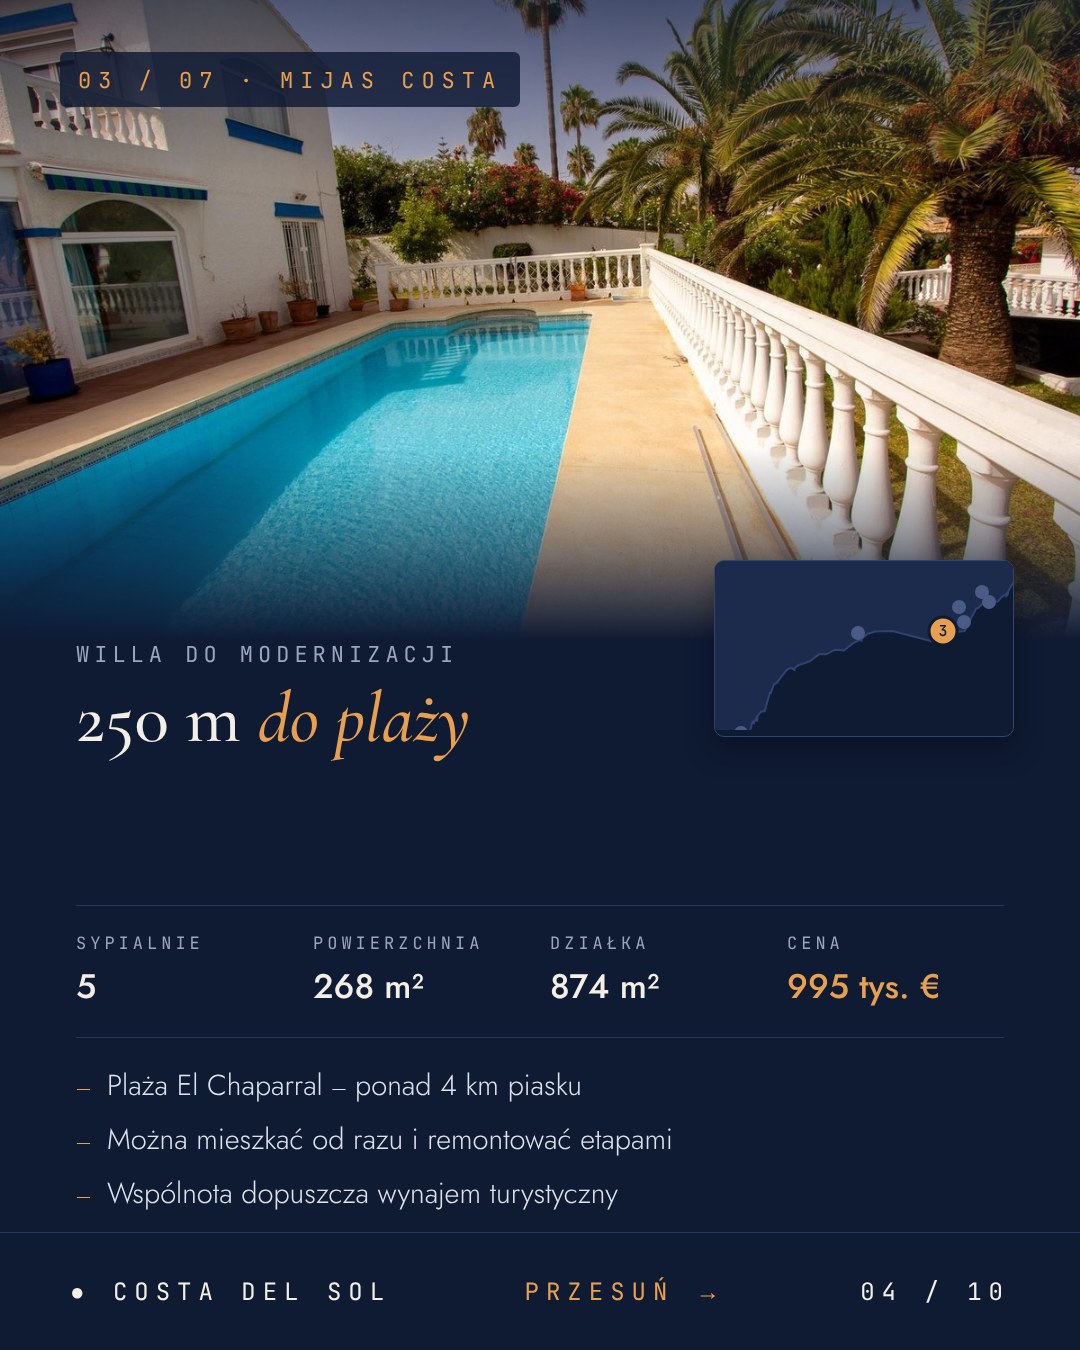 03 / 07 · MIJAS COSTA
3
WILLA DO MODERNIZACJI
250 m do plaży
SYPIALNIE POWIERZCHNIA DZIAŁKA CENA
5 268 m² 874 m² 995 tys. €
– Plaża El Chaparral – ponad 4 km piasku
– Można mieszkać od razu i remontować etapami
– Wspólnota dopuszcza wynajem turystyczny
● COSTA DEL SOL PRZESUŃ → 04 / 10